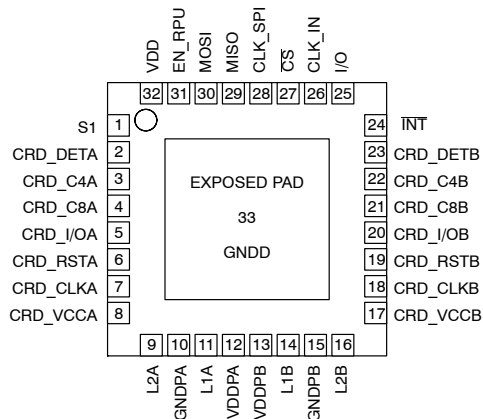 VDD
EN_RPU
MOSI
MISO
CLK_SPI
CS
CLK_IN
I/O
32 31 30 29 28 27 26 25
S1 1
CRD_DETA 2
CRD_C4A 3
CRD_C8A 4
CRD_I/OA 5
CRD_RSTA 6
CRD_CLKA 7
CRD_VCCA 8
EXPOSED PAD
33
GNDD
24 INT
23 CRD_DETB
22 CRD_C4B
21 CRD_C8B
20 CRD_I/OB
19 CRD_RSTB
18 CRD_CLKB
17 CRD_VCCB
9 10 11 12 13 14 15 16
L2A
GNDPA
L1A
VDDPA
VDDPB
L1B
GNDPB
L2B